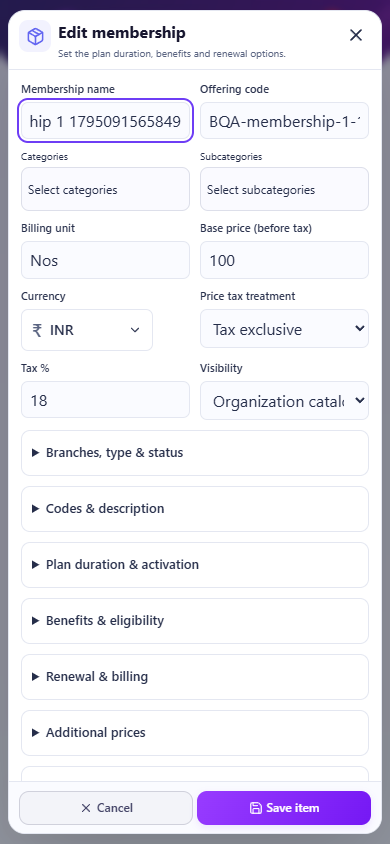 Edit membership
Set the plan duration, benefits and renewal options.
Membership name
Offering code
hip 1 1795091565849
BQA-membership-1-
Categories
Subcategories
Select categories
Select subcategories
Billing unit
Base price (before tax)
Nos
100
Currency
Price tax treatment
₹ INR
Tax exclusive
Tax %
Visibility
18
Organization catal
Branches, type & status
Codes & description
Plan duration & activation
Benefits & eligibility
Renewal & billing
Additional prices
Cancel
Save item